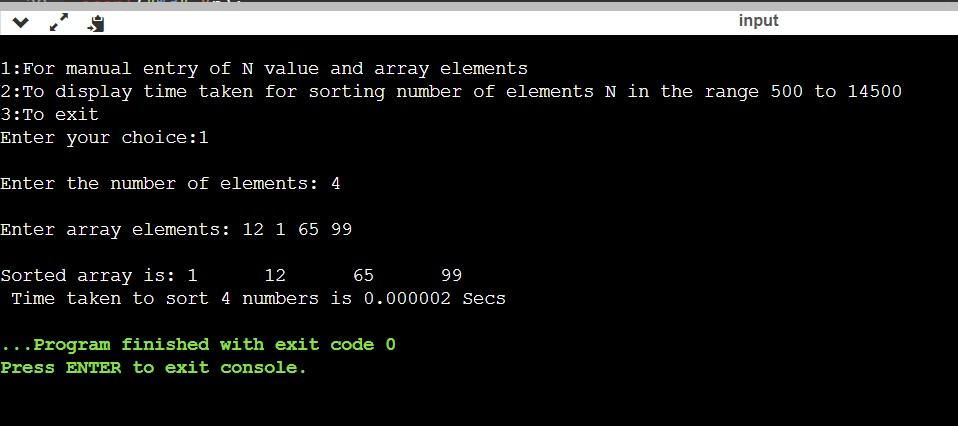 input
1:For manual entry of N value and array elements
2:To display time taken for sorting number of elements N in the range 500 to 14500
3:To exit
Enter your choice:1
Enter the number of elements: 4
Enter array elements: 12 1 65 99
Sorted array is: 1 12 65 99
Time taken to sort 4 numbers is 0.000002 Secs
...Program finished with exit code 0
Press ENTER to exit console.